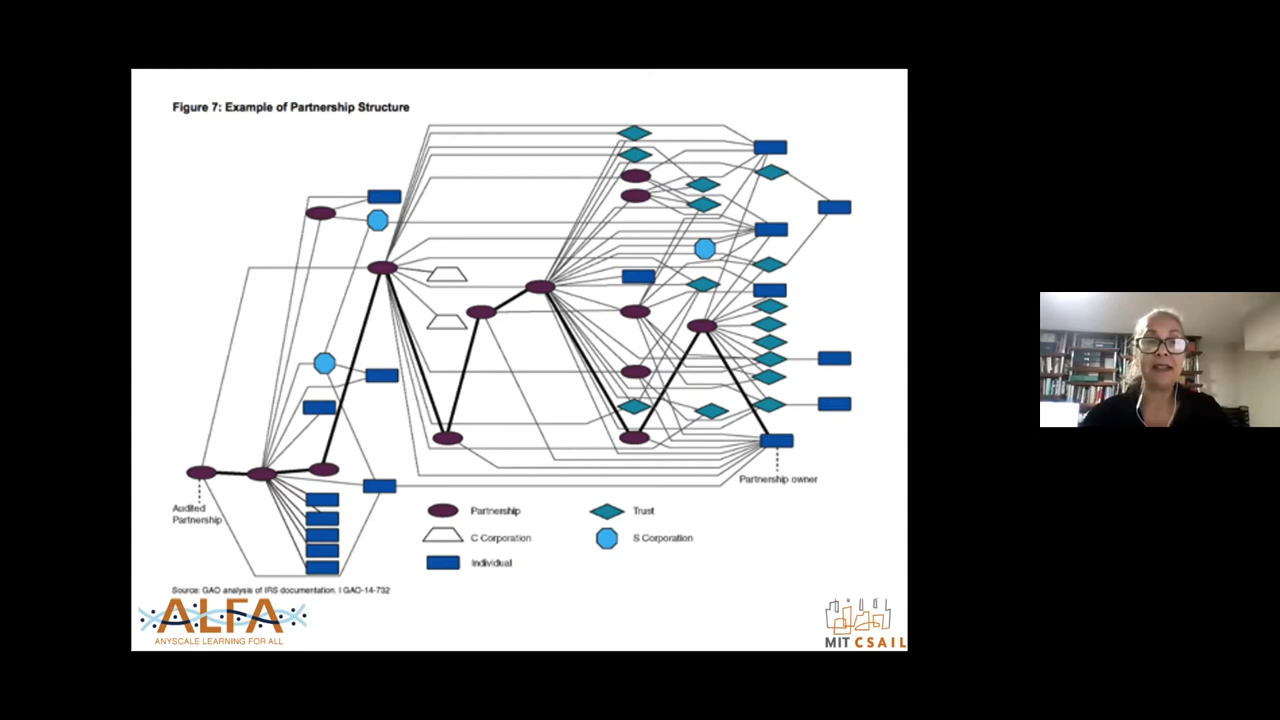 Figure 7: Example of Partnership Structure
Audited
Partnership
Partnership owner
Partnership
Trust
C Corporation
S Corporation
Individual
Source: GAO analysis of IRS documentation. | GAO-14-732
ALFA
ANYSCALE LEARNING FOR ALL
MIT CSAIL